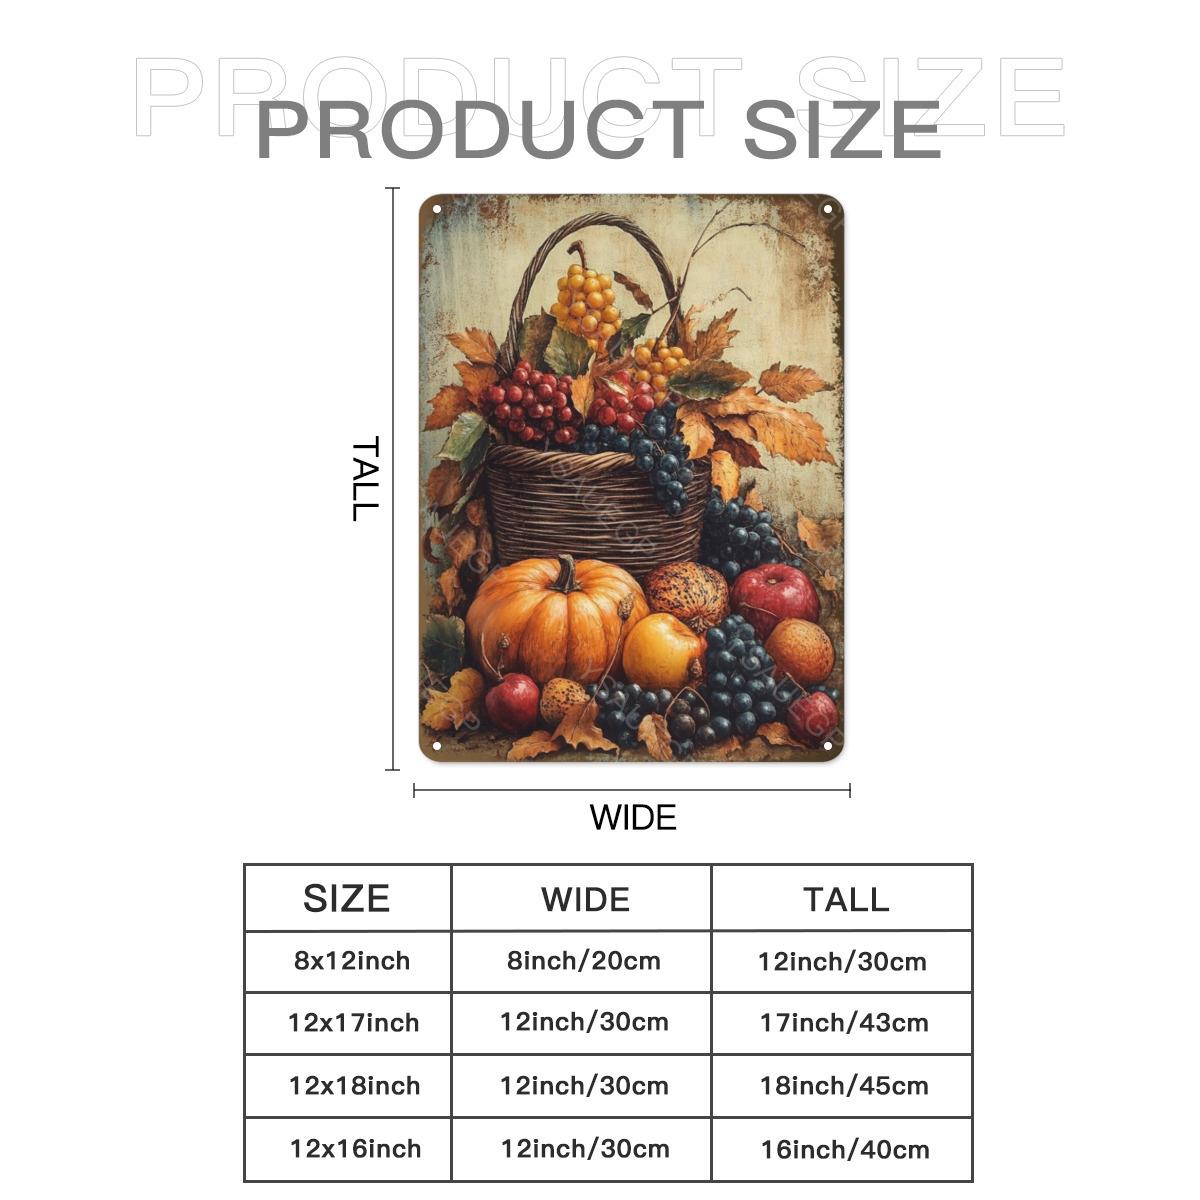 PRODUCT SIZE
PRODUCT SIZE
TALL
WIDE
SIZE WIDE TALL
8x12inch 8inch/20cm 12inch/30cm
12x17inch 12inch/30cm 17inch/43cm
12x18inch 12inch/30cm 18inch/45cm
12x16inch 12inch/30cm 16inch/40cm